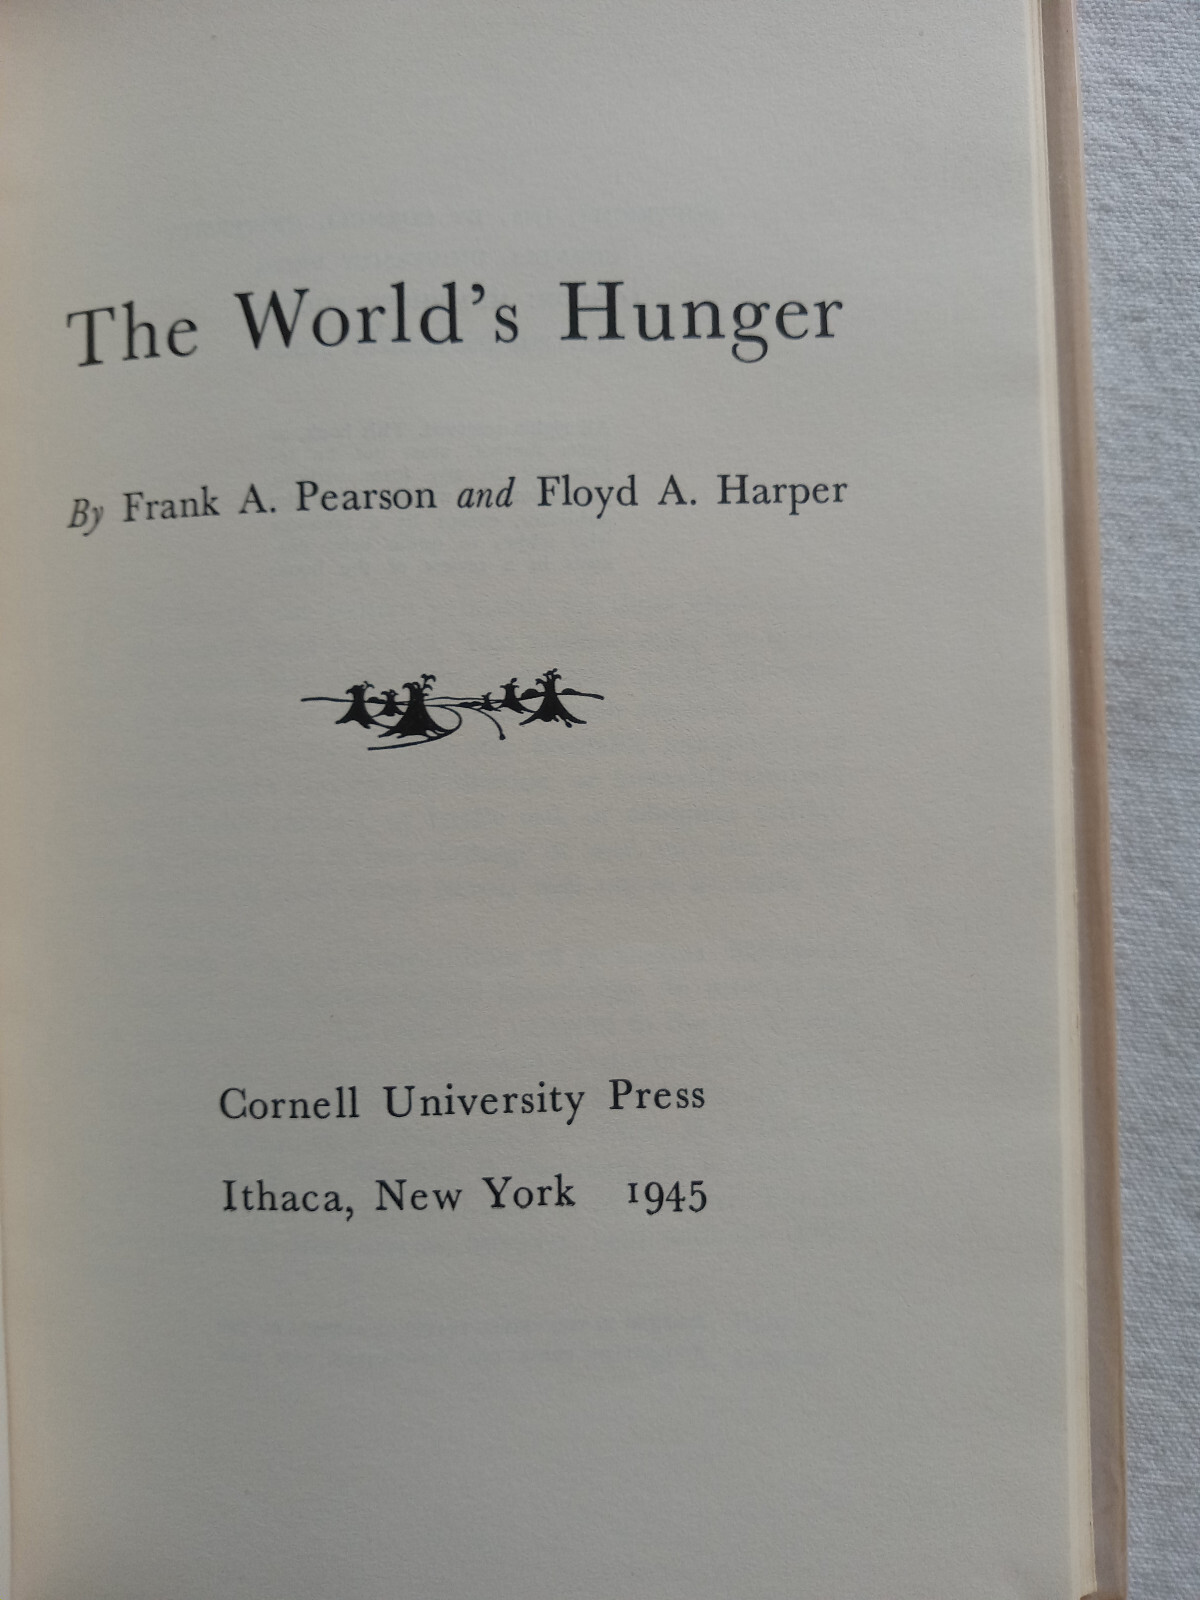 The World’s Hunger
By Frank A. Pearson and Floyd A. Harper
Cornell University Press
Ithaca, New York 1945